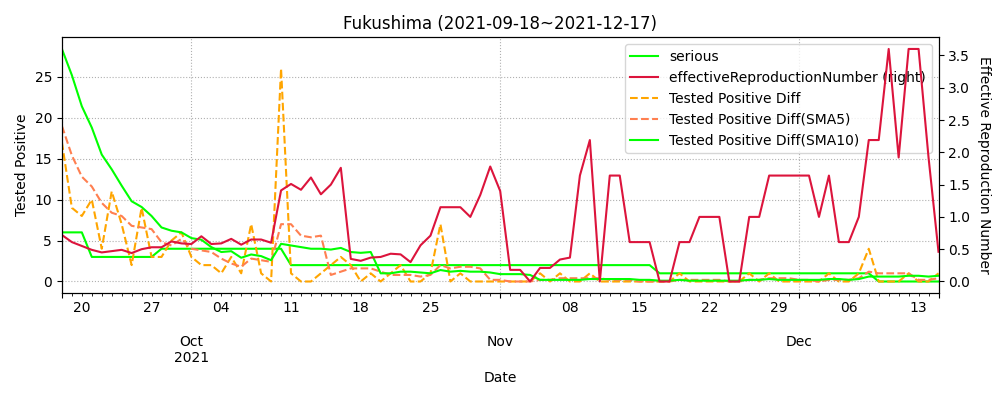 Fukushima (2021-09-18~2021-12-17)
serious
effectiveReproductionNumber (right)
Tested Positive Diff
Tested Positive Diff(SMA5)
Tested Positive Diff(SMA10)
Tested Positive
25
20
15
10
5
0
3.5
3.0
2.5
2.0
1.5
1.0
0.5
0.0
Effective Reproduction Number
20 27 04 11 18 25 08 15 22 06 13
Oct Nov Dec
2021
Date